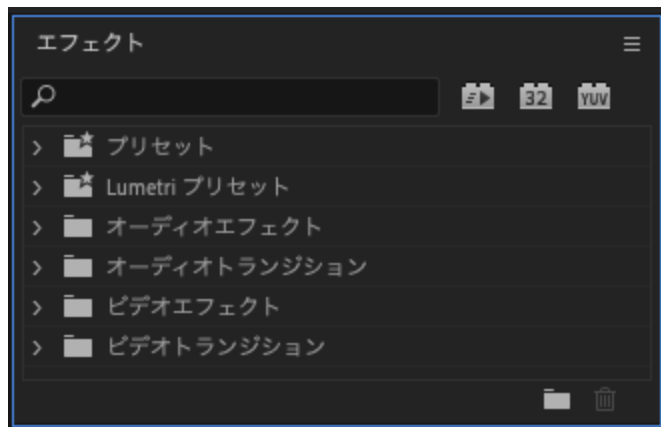 エフェクト
32 YUV
プリセット
Lumetri プリセット
オーディオエフェクト
オーディオトランジション
ビデオエフェクト
ビデオトランジション